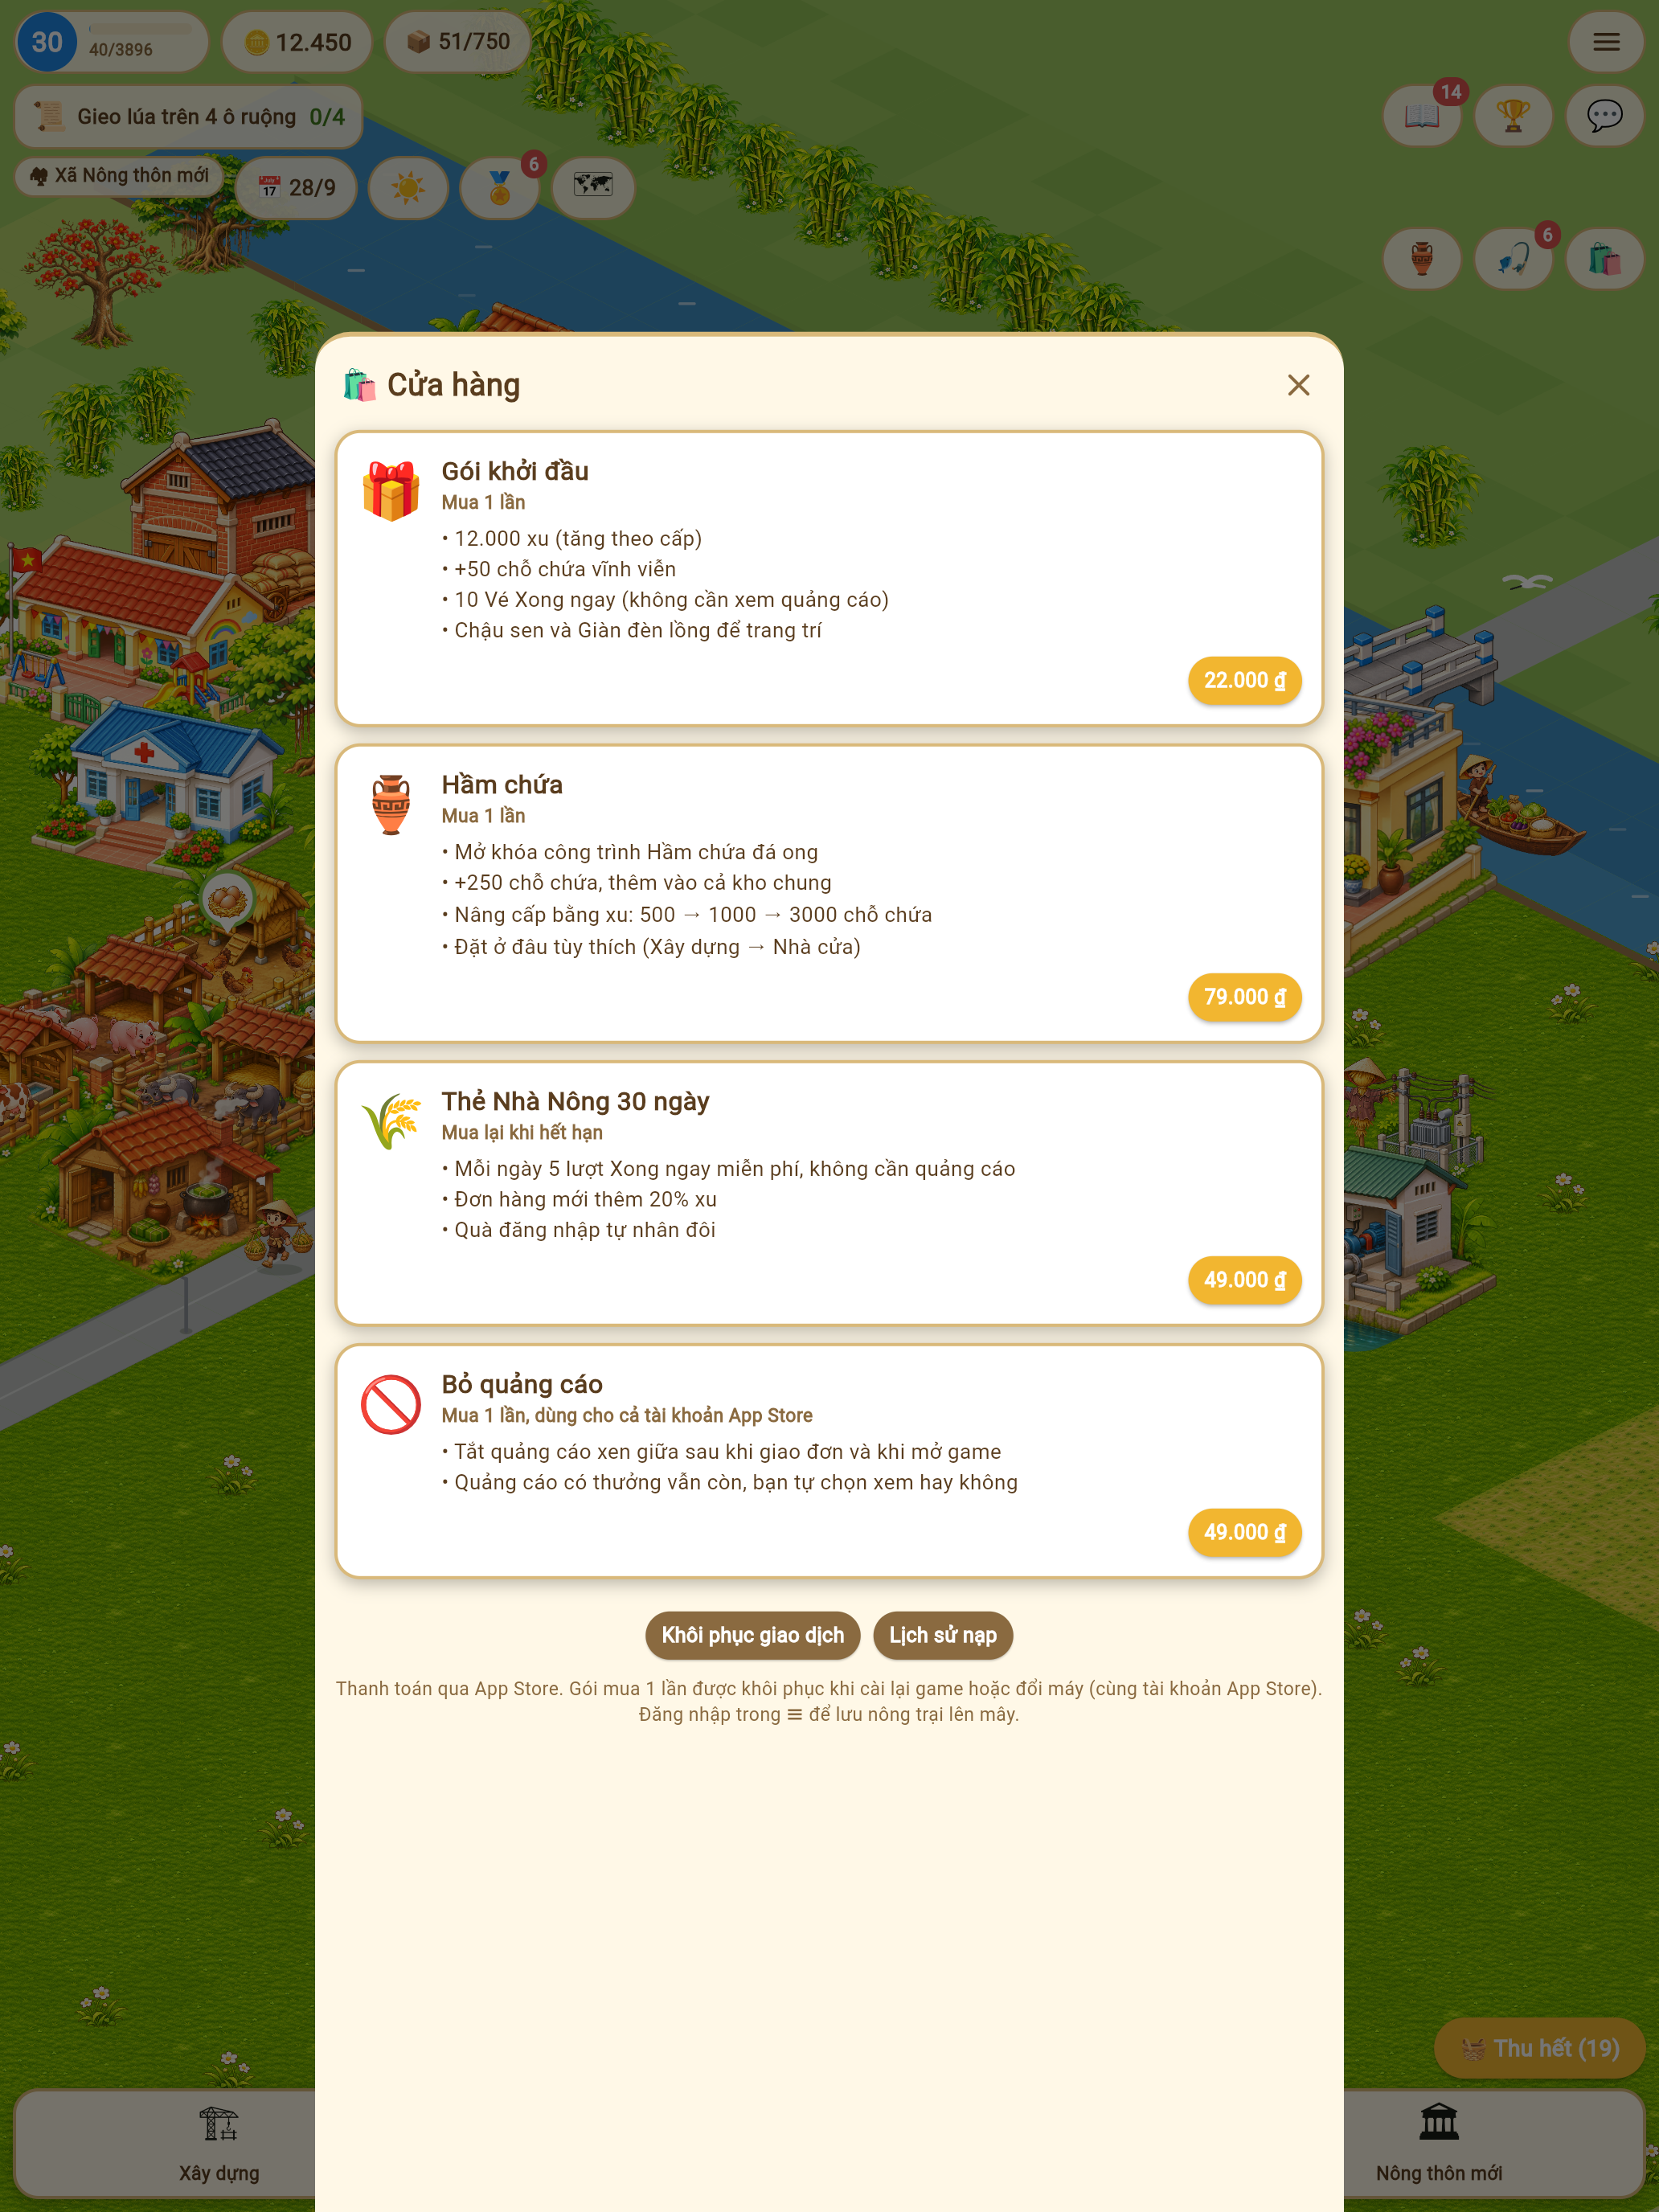 30
40/3896
12.450
51/750
Gieo lúa trên 4 ô ruộng 0/4
14
Xã Nông thôn mới
28/9
6
6
Cửa hàng
Gói khởi đầu
Mua 1 lần
• 12.000 xu (tăng theo cấp)
• +50 chỗ chứa vĩnh viễn
• 10 Vé Xong ngay (không cần xem quảng cáo)
• Chậu sen và Giàn đèn lồng để trang trí
22.000 ₫
Hầm chứa
Mua 1 lần
• Mở khóa công trình Hầm chứa đá ong
• +250 chỗ chứa, thêm vào cả kho chung
• Nâng cấp bằng xu: 500 → 1000 → 3000 chỗ chứa
• Đặt ở đâu tùy thích (Xây dựng → Nhà cửa)
79.000 ₫
Thẻ Nhà Nông 30 ngày
Mua lại khi hết hạn
• Mỗi ngày 5 lượt Xong ngay miễn phí, không cần quảng cáo
• Đơn hàng mới thêm 20% xu
• Quà đăng nhập tự nhân đôi
49.000 ₫
Bỏ quảng cáo
Mua 1 lần, dùng cho cả tài khoản App Store
• Tắt quảng cáo xen giữa sau khi giao đơn và khi mở game
• Quảng cáo có thưởng vẫn còn, bạn tự chọn xem hay không
49.000 ₫
Khôi phục giao dịch
Lịch sử nạp
Thanh toán qua App Store. Gói mua 1 lần được khôi phục khi cài lại game hoặc đổi máy (cùng tài khoản App Store).
Đăng nhập trong ≡ để lưu nông trại lên mây.
Thu hết (19)
Xây dựng
Nông thôn mới